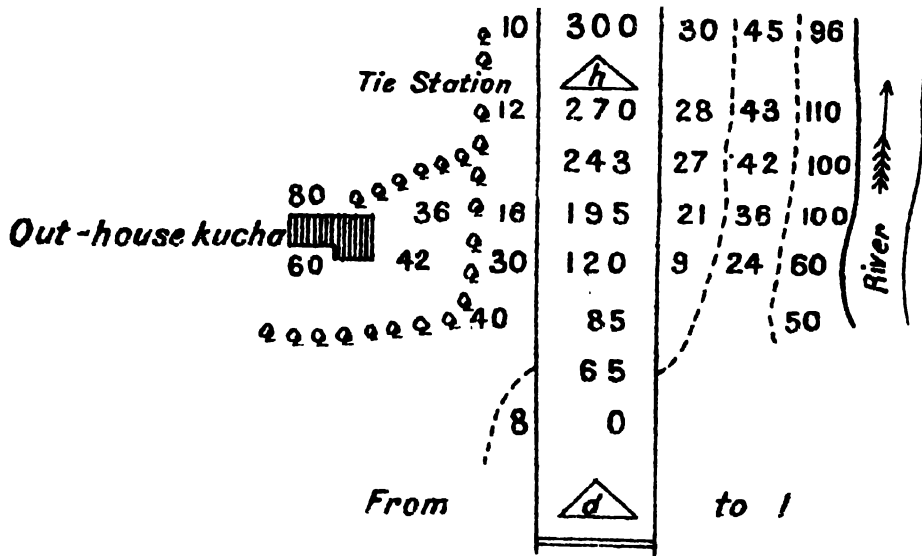 10 300 30 45 96
Tie Station h
12 270 28 43 110
243 27 42 100
80
36 16 195 21 36 100
Out-house kucha
60 42 30 120 9 24 60
River
40 85 50
65
8 0
From d to 1